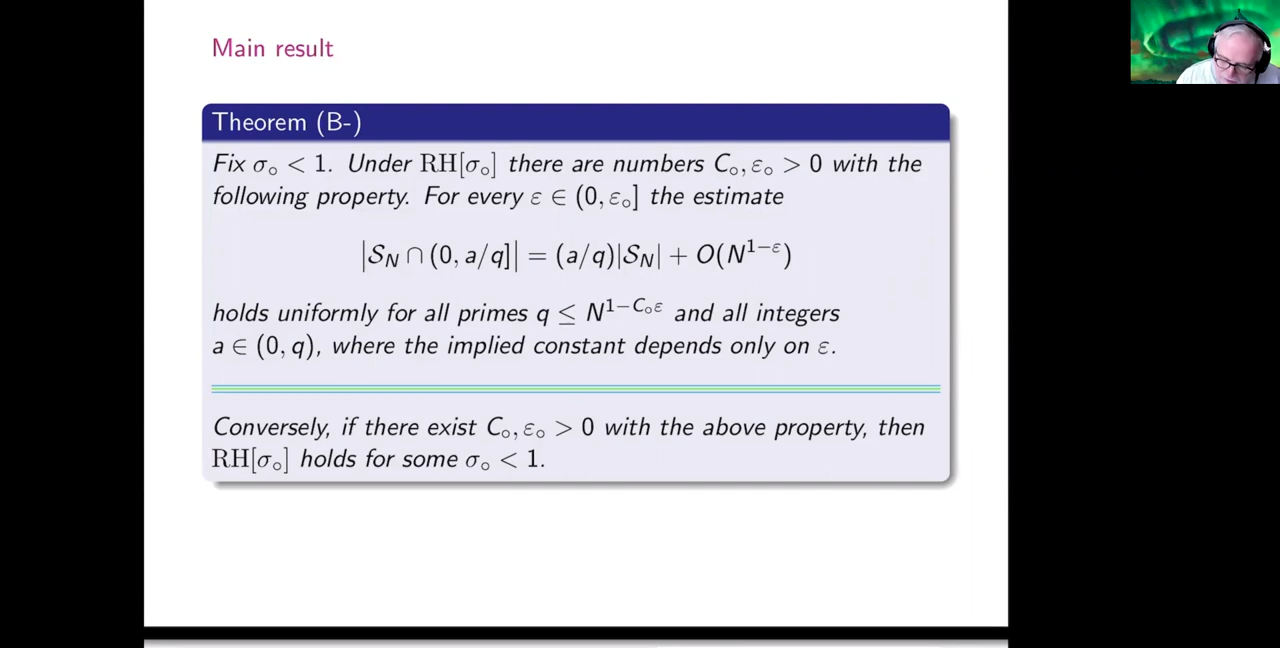 Main result
Theorem (B-)
Fix σ∘ < 1. Under RH[σ∘] there are numbers C∘, ε∘ > 0 with the
following property. For every ε ∈ (0, ε∘] the estimate
|𝒮_N ∩ (0, a/q]| = (a/q)|𝒮_N| + O(N^{1−ε})
holds uniformly for all primes q ≤ N^{1−C∘ε} and all integers
a ∈ (0, q), where the implied constant depends only on ε.
Conversely, if there exist C∘, ε∘ > 0 with the above property, then
RH[σ∘] holds for some σ∘ < 1.